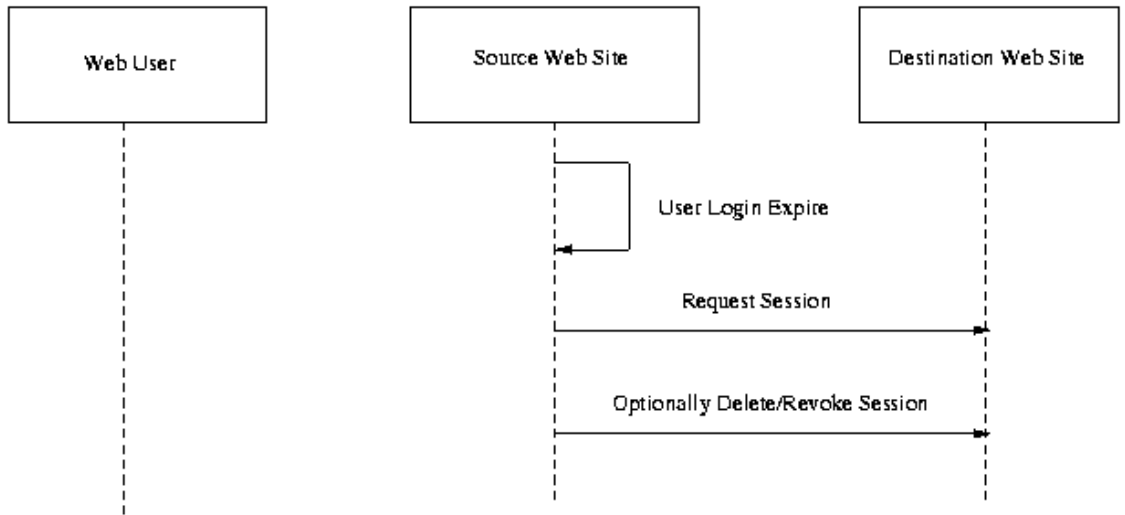 Web User
Source Web Site
Destination Web Site
User Login Expire
Request Session
Optionally Delete/Revoke Session